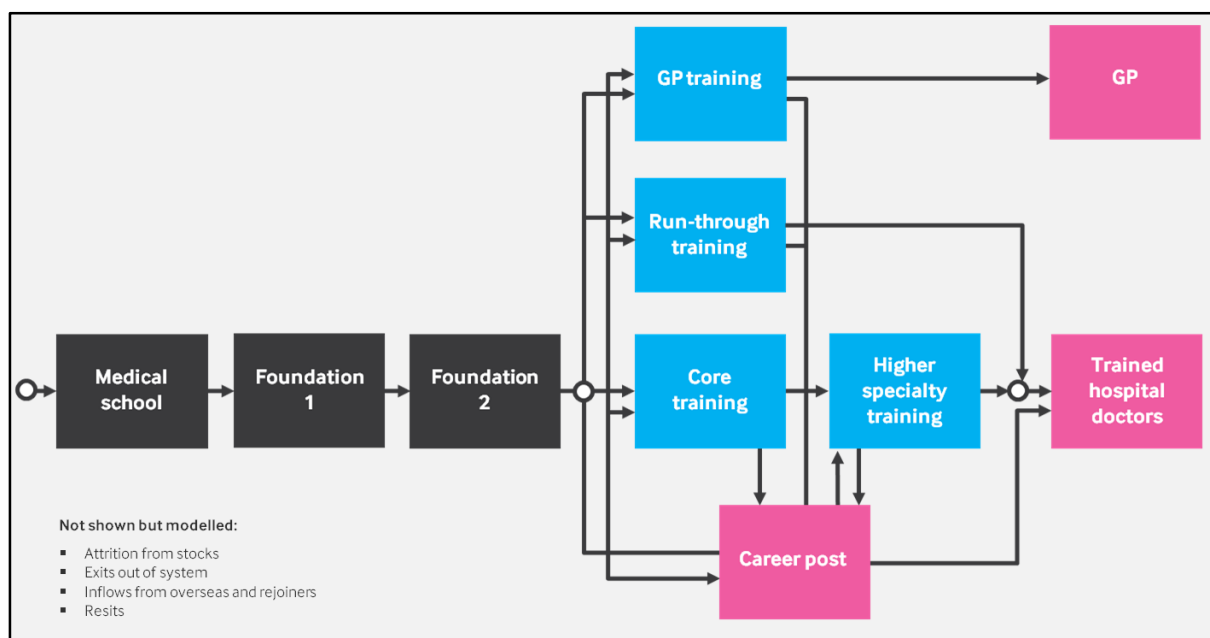 GP training
GP
Run-through
training
Medical
school
Foundation
1
Foundation
2
Core
training
Higher
specialty
training
Trained
hospital
doctors
Career post
Not shown but modelled:
▪ Attrition from stocks
▪ Exits out of system
▪ Inflows from overseas and rejoiners
▪ Resits